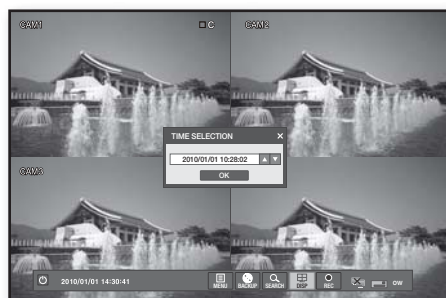 CAM1
C
CAM2
TIME SELECTION ×
2010/01/01 10:28:02
OK
CAM3
2010/01/01 14:30:41
MENU BACKUP SEARCH DISP REC OW